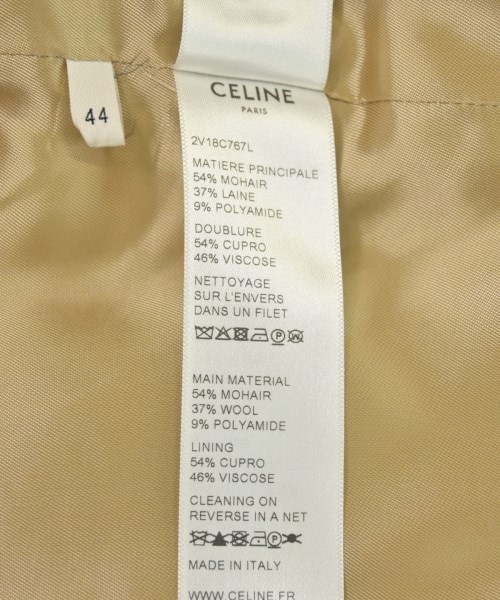 CELINE
PARIS
44
2V18C767L
MATIERE PRINCIPALE
54% MOHAIR
37% LAINE
9% POLYAMIDE
DOUBLURE
54% CUPRO
46% VISCOSE
NETTOYAGE
SUR L'ENVERS
DANS UN FILET
MAIN MATERIAL
54% MOHAIR
37% WOOL
9% POLYAMIDE
LINING
54% CUPRO
46% VISCOSE
CLEANING ON
REVERSE IN A NET
MADE IN ITALY
WWW.CELINE.FR